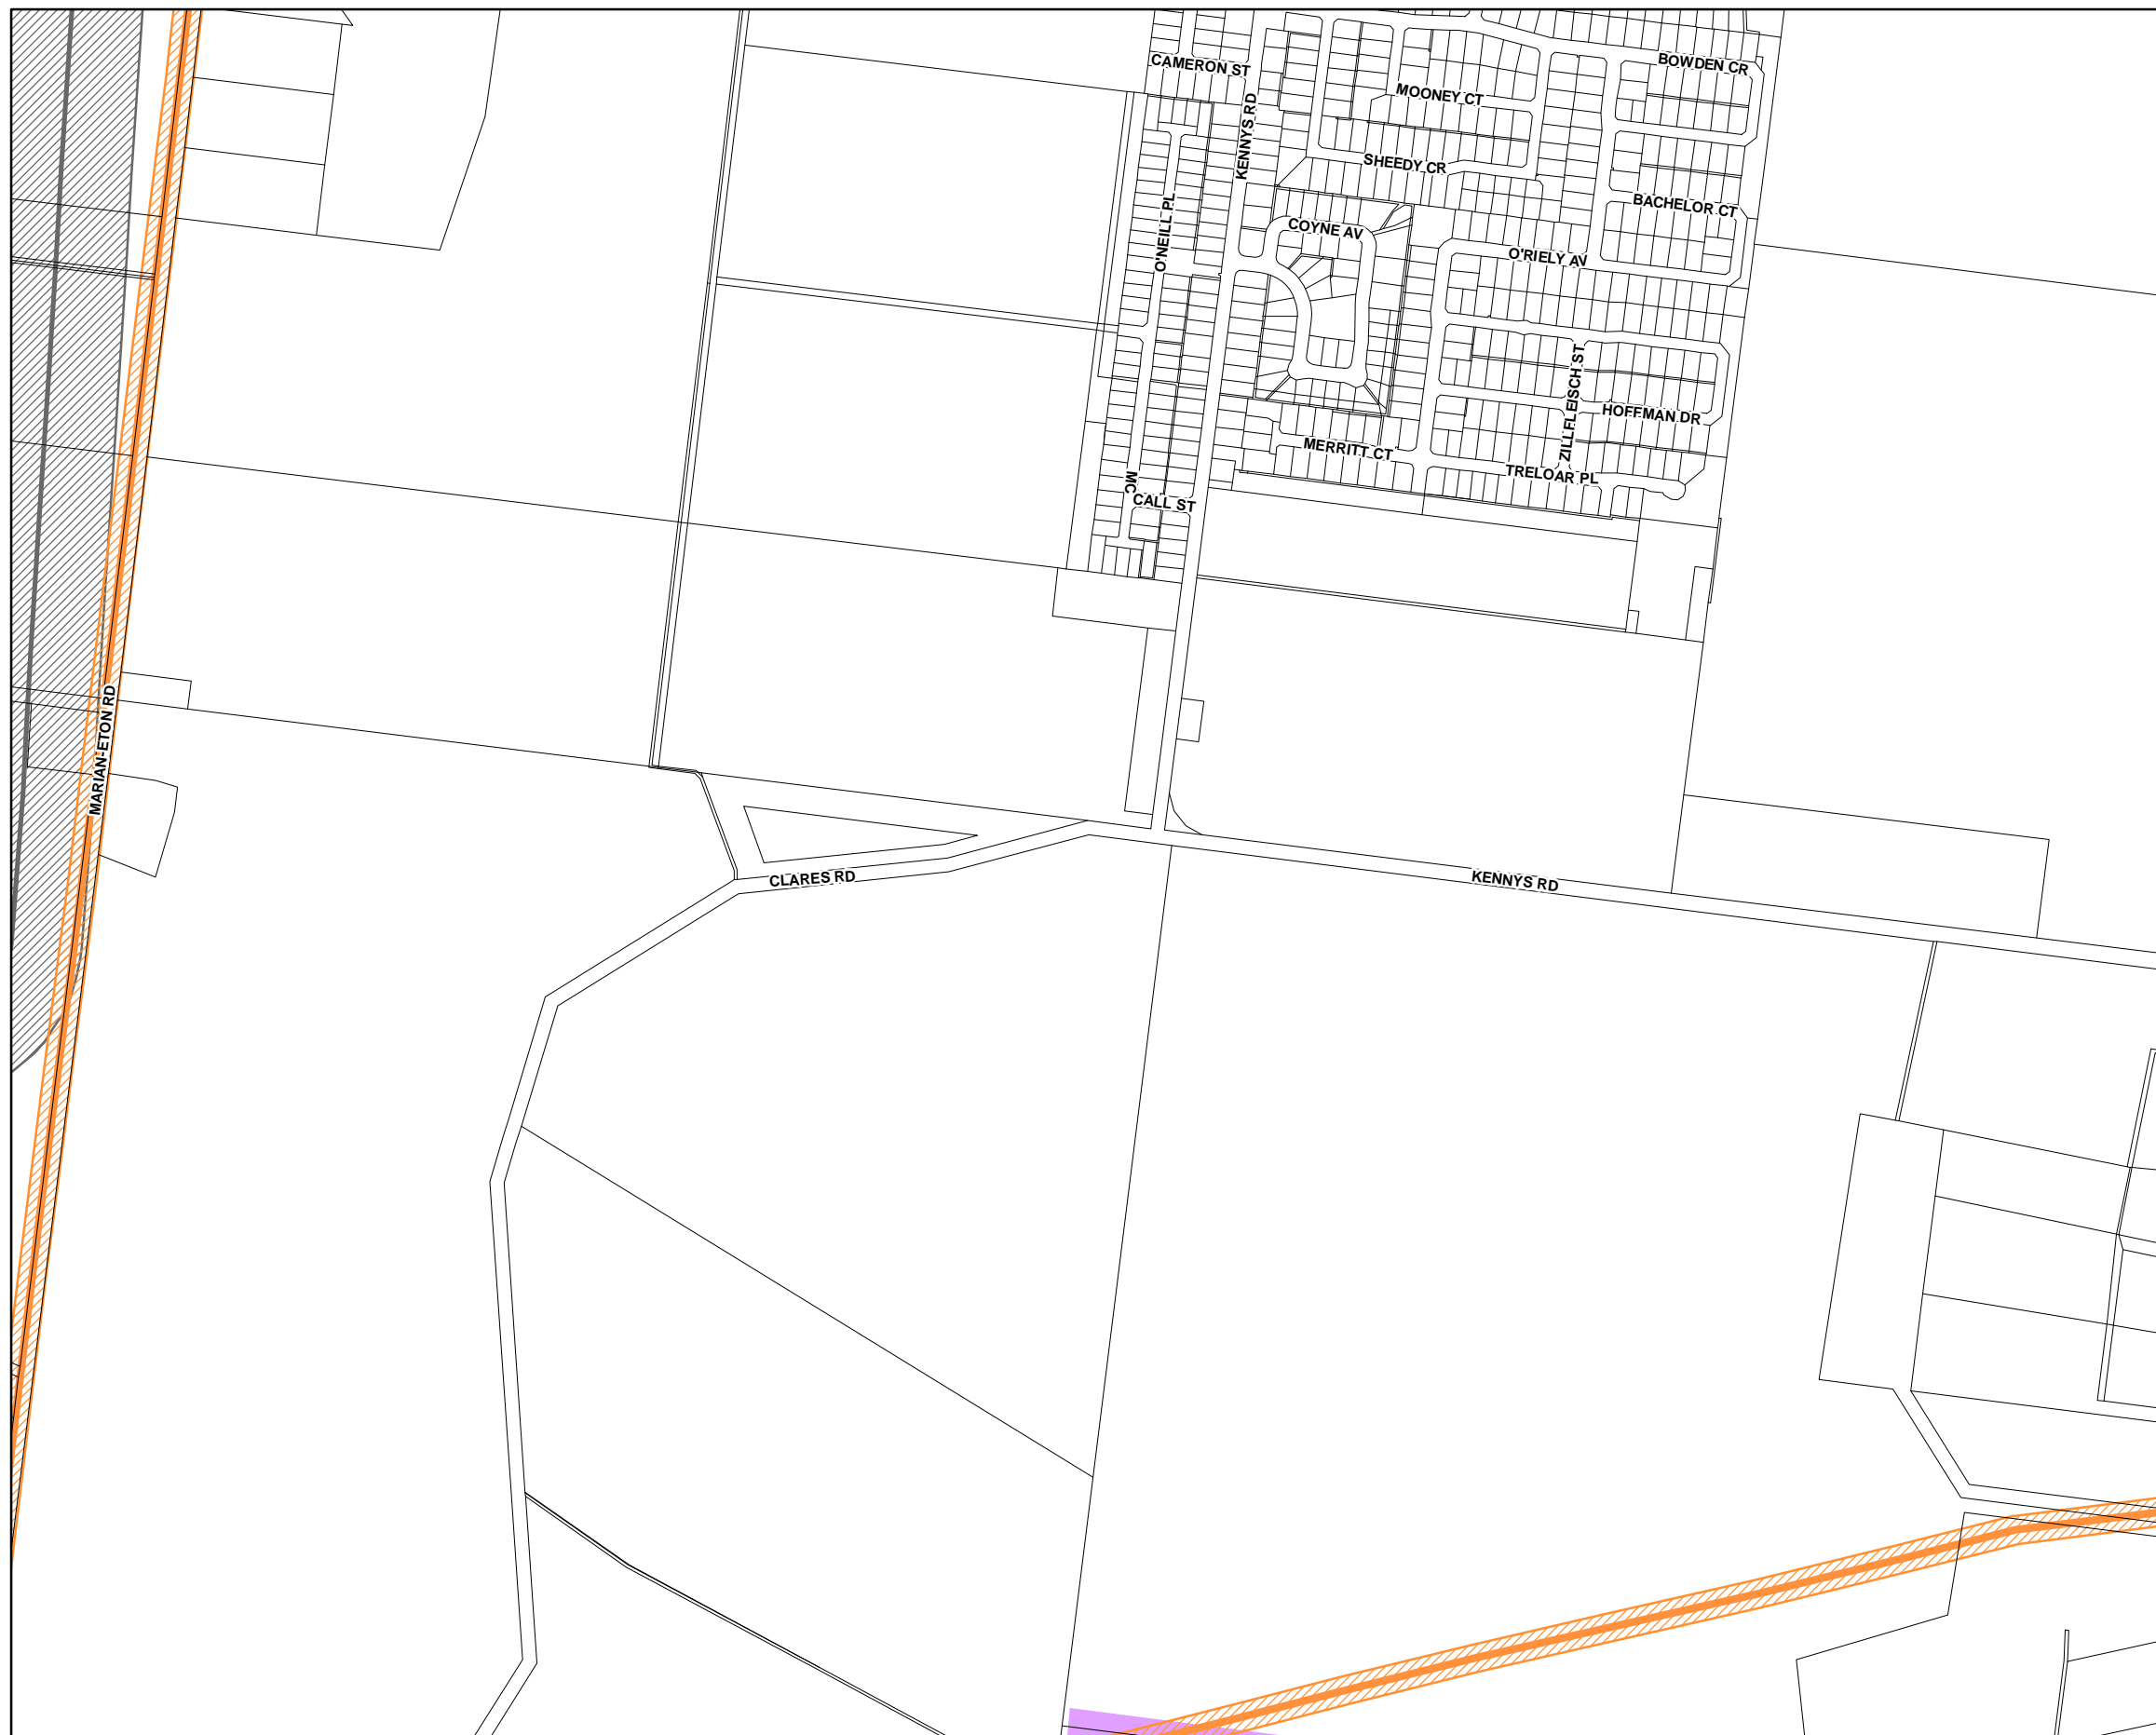 BOWDEN CR
CAMERON ST
MOONEY CT
KENNYS RD
SHEEDY CR
BACHELOR CT
O'NEILL PL
COYNE AV
O'RIELY AV
ZILLFLEISCH ST
HOFFMAN DR
MERRITT CT
TRELOAR PL
MC
CALL ST
MARIAN-ETON RD
CLARES RD
KENNYS RD